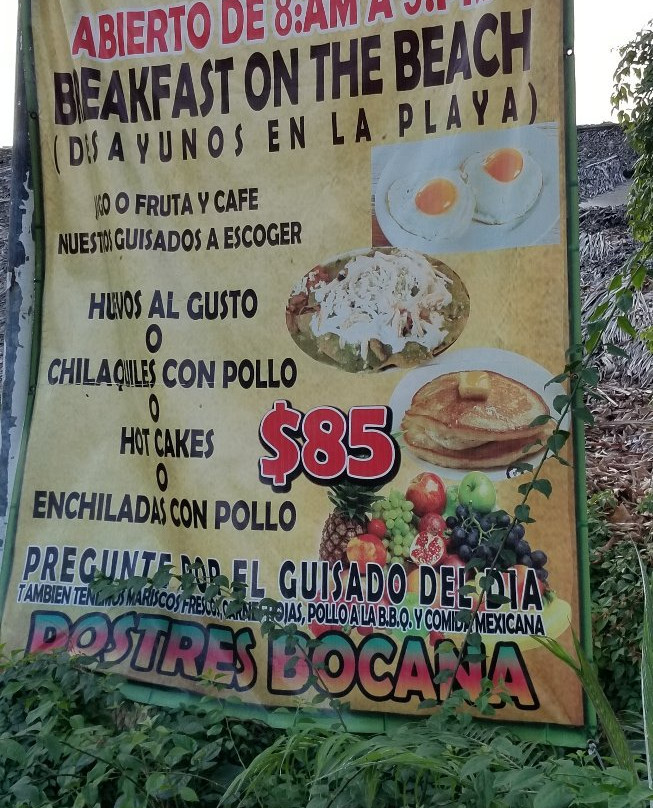 ABIERTO DE 8:AM A
BREAKFAST ON THE BEACH
(DESAYUNOS EN LA PLAYA)
JUGO O FRUTA Y CAFE
NUESTROS GUISADOS A ESCOGER
HUEVOS AL GUSTO
O
CHILAQUILES CON POLLO
O
$85
HOT CAKES
O
ENCHILADAS CON POLLO
PREGUNTE POR EL GUISADO DEL DIA
TAMBIEN TENEMOS MARISCOS FRESCOS, CARNES ROJAS, POLLO A LA B.B.Q. Y COMIDA MEXICANA
POSTRES BOCANA